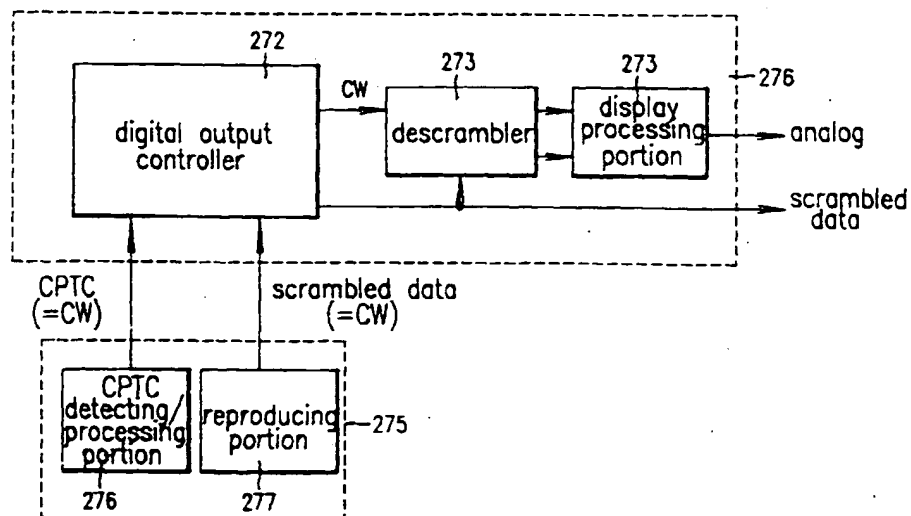 272
273
273
276
digital output
controller
CW
descrambler
display
processing
portion
analog
scrambled
data
CPTC
(=CW)
scrambled data
(=CW)
CPTC
detecting/
processing
portion
reproducing
portion
275
276
277